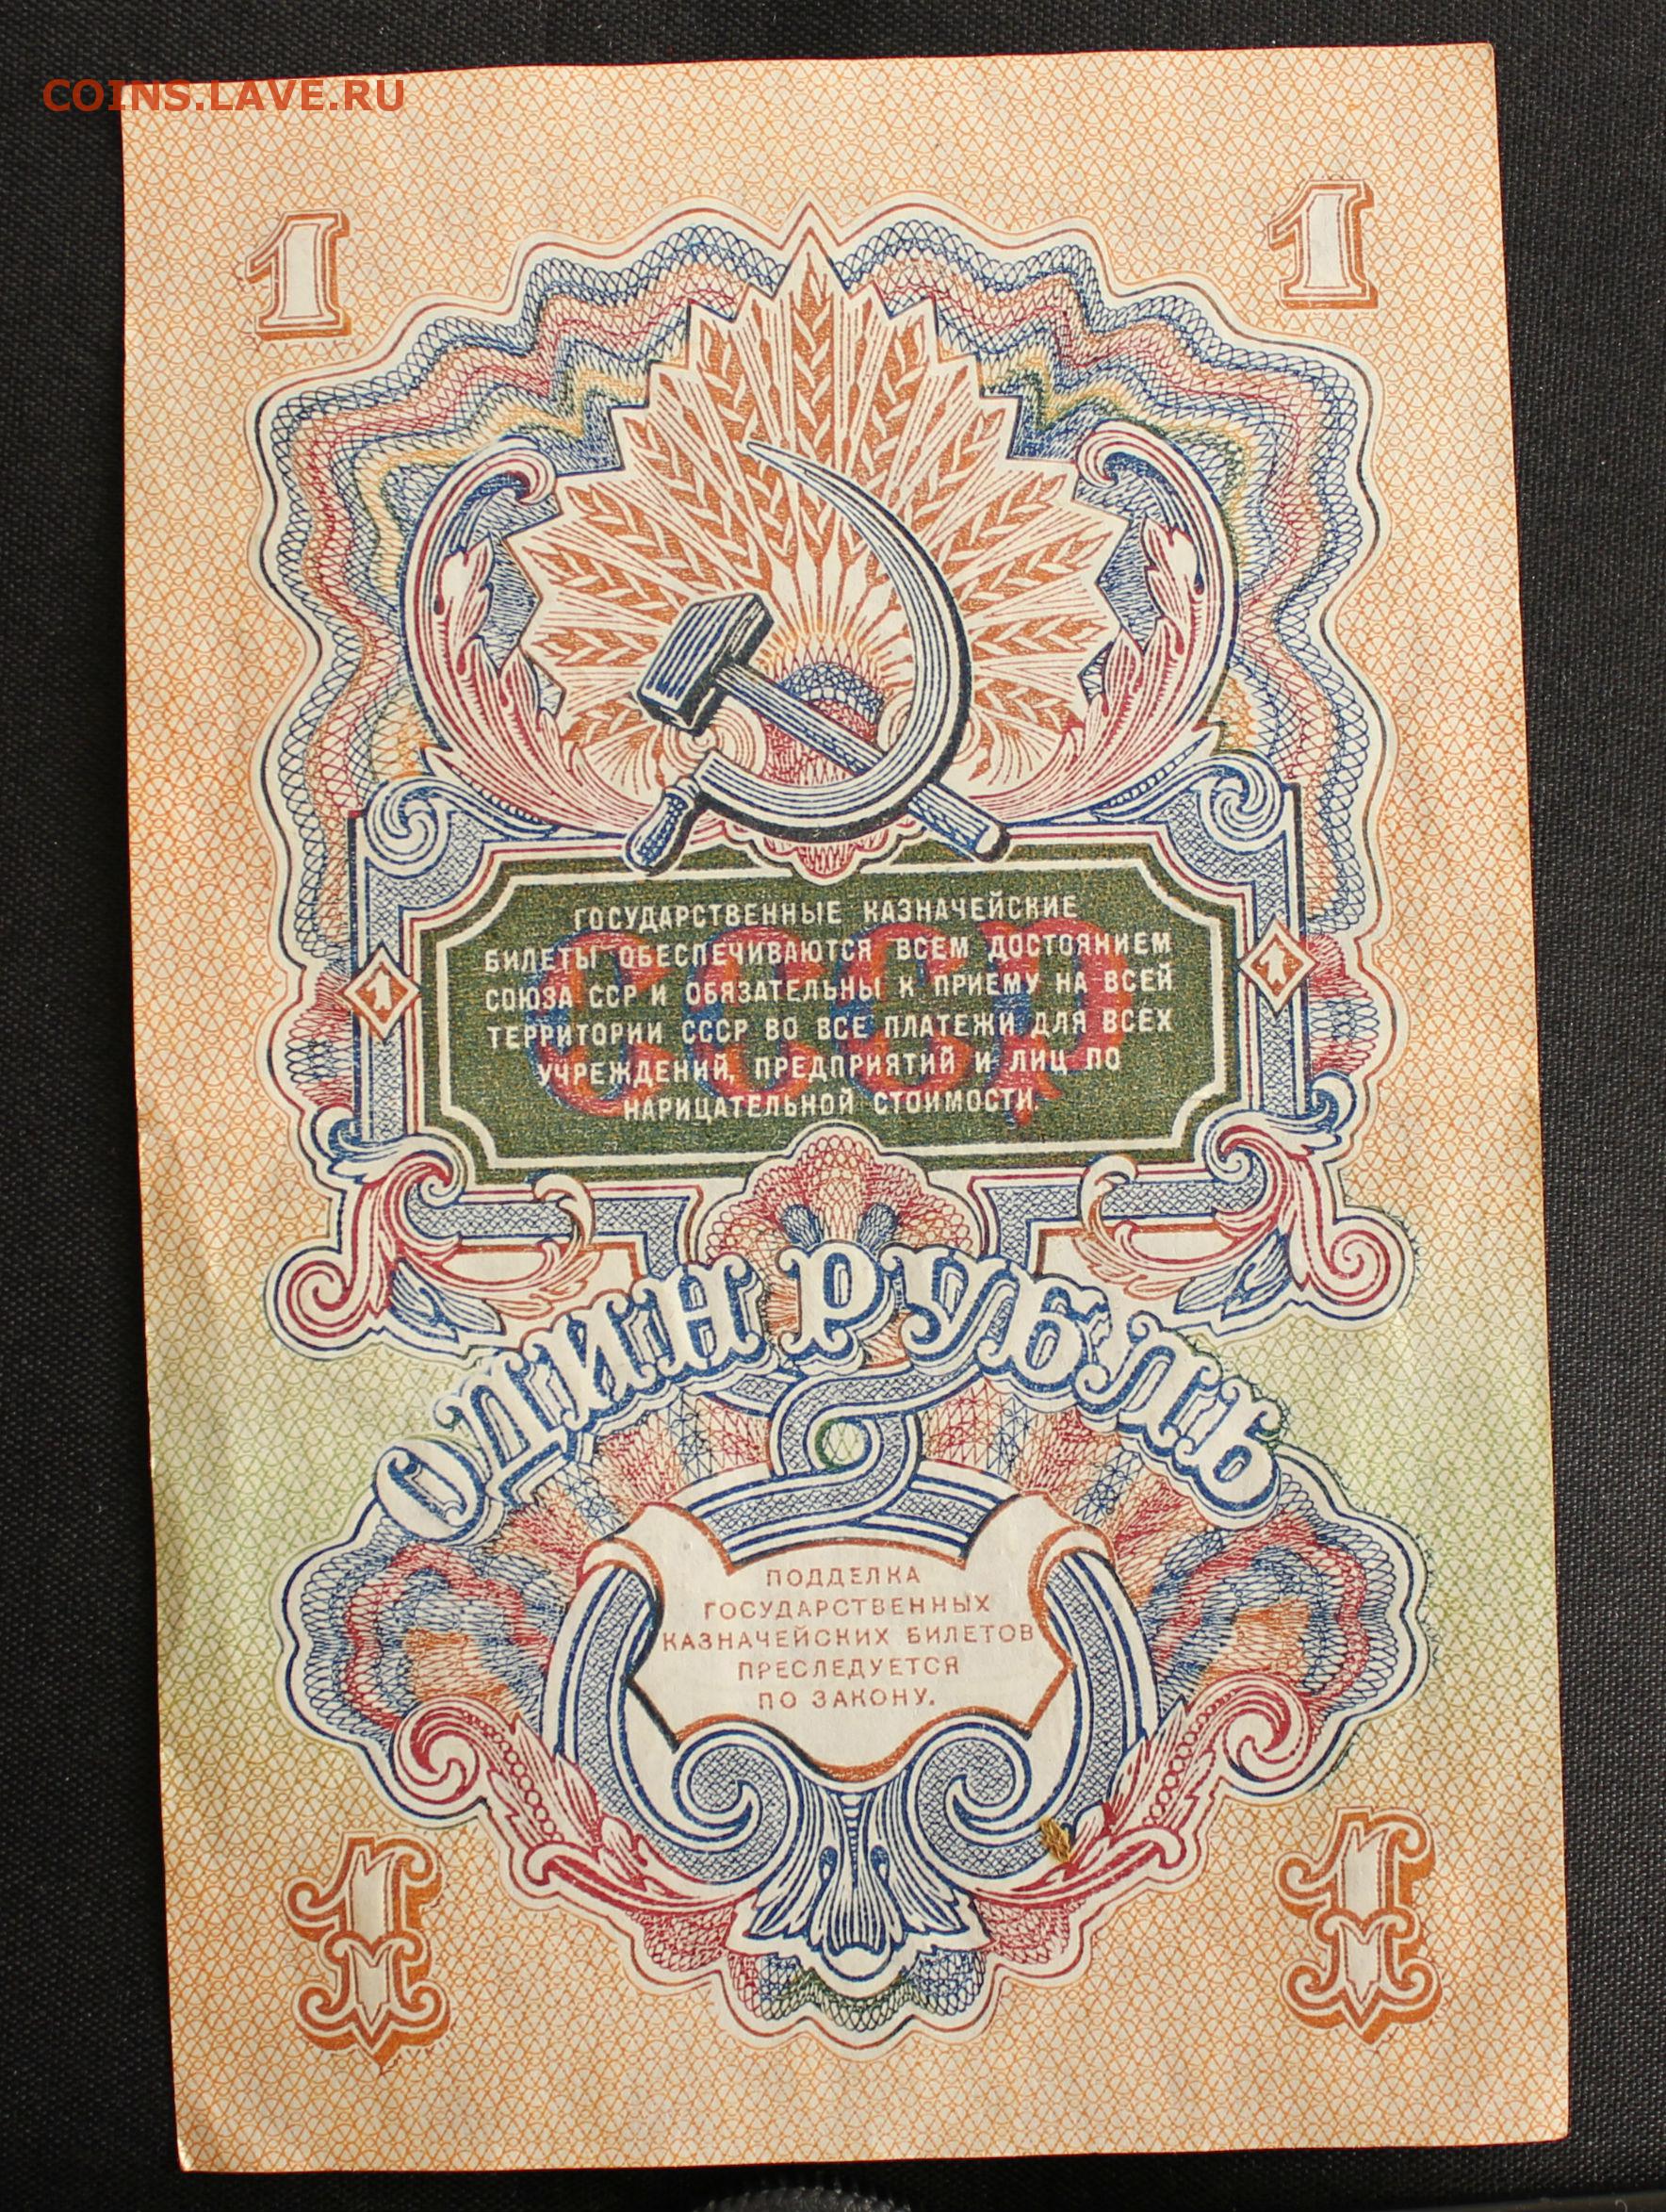 COINS.LAVE.RU
1 1
ГОСУДАРСТВЕННЫЕ КАЗНАЧЕЙСКИЕ
БИЛЕТЫ ОБЕСПЕЧИВАЮТСЯ ВСЕМ ДОСТОЯНИЕМ
СОЮЗА ССР И ОБЯЗАТЕЛЬНЫ К ПРИЕМУ НА ВСЕЙ
ТЕРРИТОРИИ СССР ВО ВСЕ ПЛАТЕЖИ ДЛЯ ВСЕХ
УЧРЕЖДЕНИЙ, ПРЕДПРИЯТИЙ И ЛИЦ ПО
НАРИЦАТЕЛЬНОЙ СТОИМОСТИ.
СССР
1 1
ОДИН РУБЛЬ
ПОДДЕЛКА
ГОСУДАРСТВЕННЫХ
КАЗНАЧЕЙСКИХ БИЛЕТОВ
ПРЕСЛЕДУЕТСЯ
ПО ЗАКОНУ.
1 1